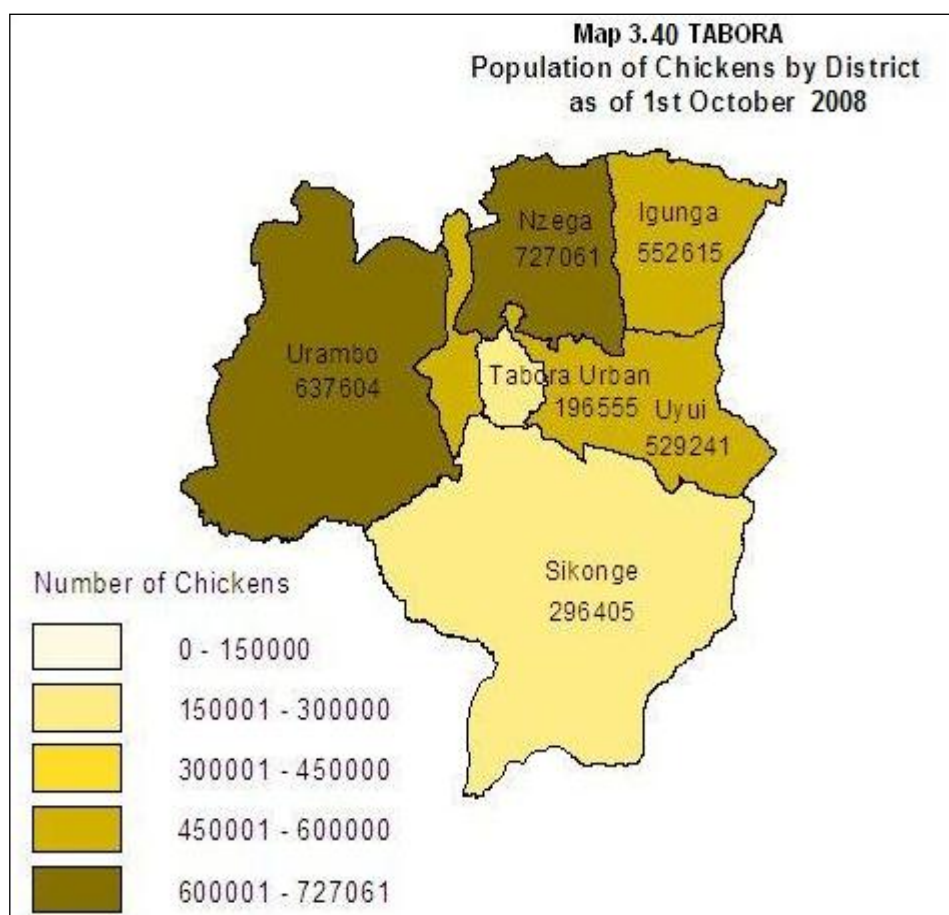 Map 3.40 TABORA
Population of Chickens by District
as of 1st October 2008
Nzega
727061
Igunga
552615
Urambo
637604
Tabora Urban
196555
Uyui
529241
Sikonge
296405
Number of Chickens
0 - 150000
150001 - 300000
300001 - 450000
450001 - 600000
600001 - 727061